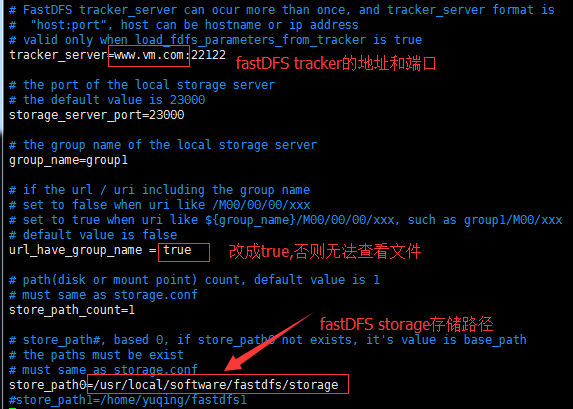 # FastDFS tracker_server can ocur more than once, and tracker_server format is
#  "host:port", host can be hostname or ip address
# valid only when load_fdfs_parameters_from_tracker is true
tracker_server=www.vm.com:22122
fastDFS tracker的地址和端口
# the port of the local storage server
# the default value is 23000
storage_server_port=23000
# the group name of the local storage server
group_name=group1
# if the url / uri including the group name
# set to false when uri like /M00/00/00/xxx
# set to true when uri like ${group_name}/M00/00/00/xxx, such as group1/M00/xxx
# default value is false
url_have_group_name = true
改成true,否则无法查看文件
# path(disk or mount point) count, default value is 1
# must same as storage.conf
store_path_count=1
fastDFS storage存储路径
# store_path#, based 0, if store_path0 not exists, it's value is base_path
# the paths must be exist
# must same as storage.conf
store_path0=/usr/local/software/fastdfs/storage
#store_path1=/home/yuqing/fastdfs1